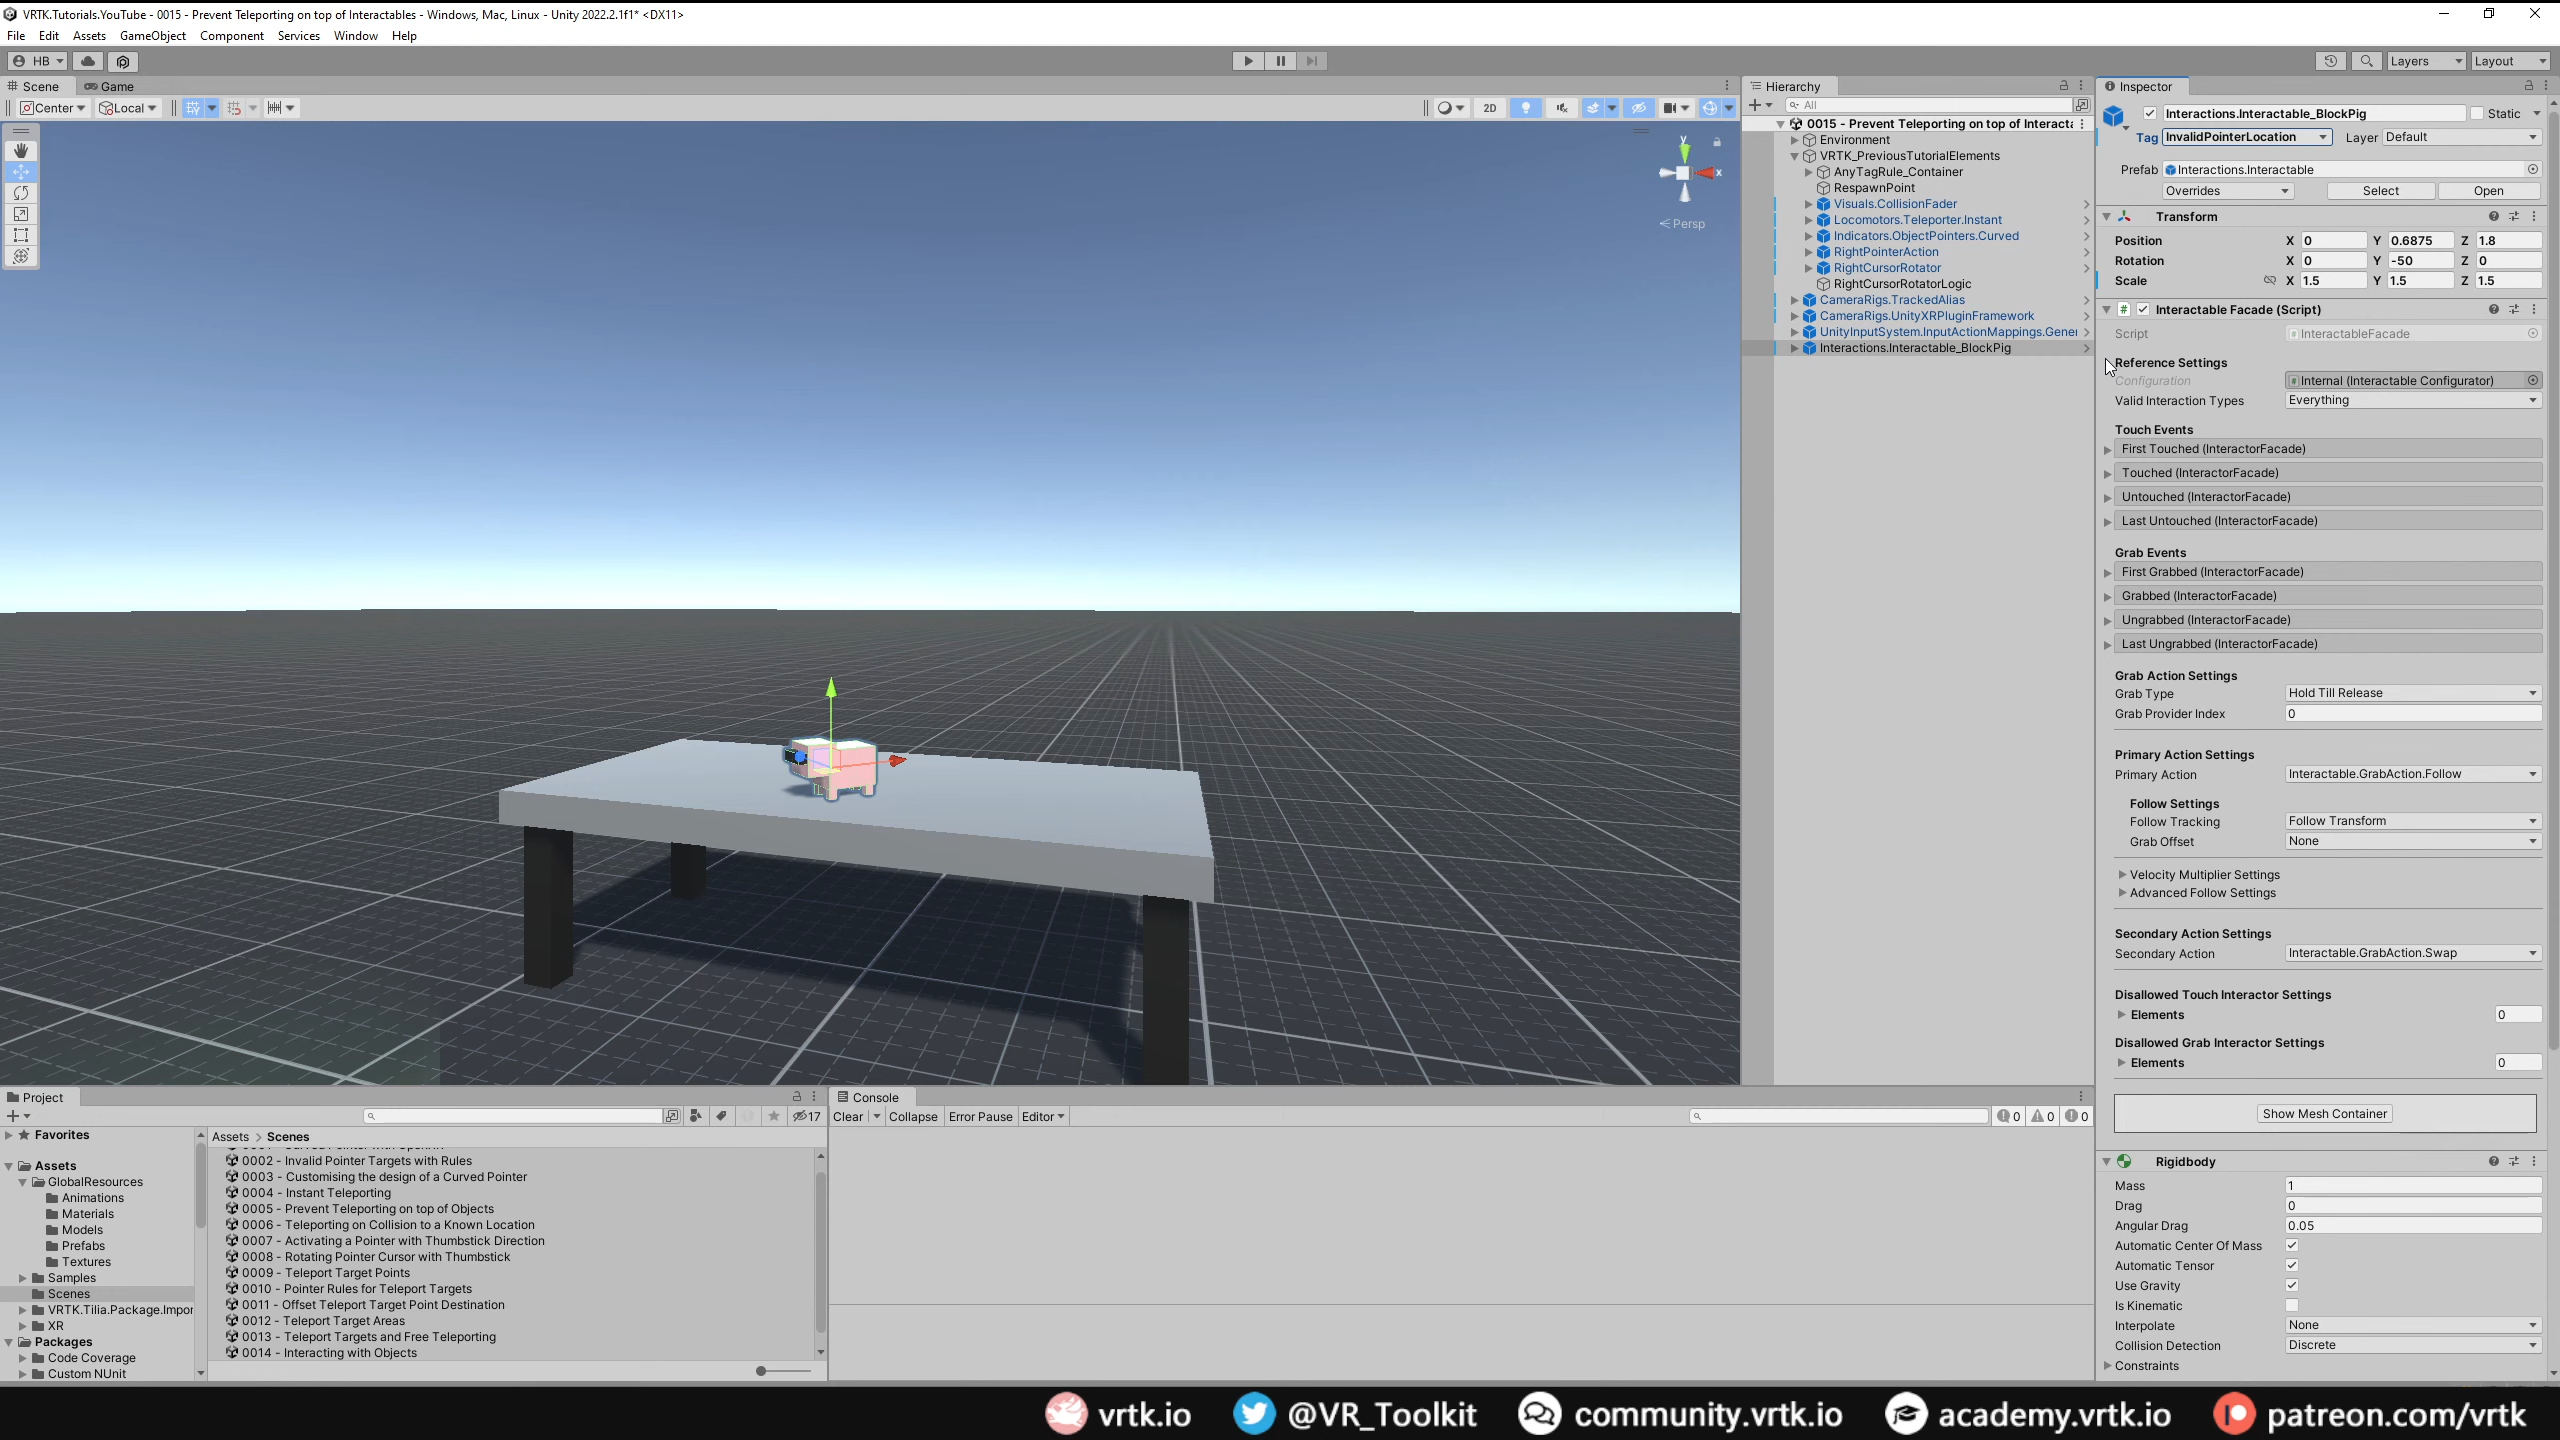 VRTK.Tutorials.YouTube - 0015 - Prevent Teleporting on top of Interactables - Windows, Mac, Linux - Unity 2022.2.1f1* <DX11>
File Edit Assets GameObject Component Services Window Help
HB
Layers Layout
Scene Game
Center Local
2D
y
x
Persp
Hierarchy
All
0015 - Prevent Teleporting on top of Interacta
Environment
VRTK_PreviousTutorialElements
AnyTagRule_Container
RespawnPoint
Visuals.CollisionFader
Locomotors.Teleporter.Instant
Indicators.ObjectPointers.Curved
RightPointerAction
RightCursorRotator
RightCursorRotatorLogic
CameraRigs.TrackedAlias
CameraRigs.UnityXRPluginFramework
UnityInputSystem.InputActionMappings.Gener
Interactions.Interactable_BlockPig
Inspector
Interactions.Interactable_BlockPig Static
Tag InvalidPointerLocation Layer Default
Prefab Interactions.Interactable
Overrides Select Open
Transform
Position X 0 Y 0.6875 Z 1.8
Rotation X 0 Y -50 Z 0
Scale X 1.5 Y 1.5 Z 1.5
Interactable Facade (Script)
Script InteractableFacade
Reference Settings
Configuration Internal (Interactable Configurator)
Valid Interaction Types Everything
Touch Events
First Touched (InteractorFacade)
Touched (InteractorFacade)
Untouched (InteractorFacade)
Last Untouched (InteractorFacade)
Grab Events
First Grabbed (InteractorFacade)
Grabbed (InteractorFacade)
Ungrabbed (InteractorFacade)
Last Ungrabbed (InteractorFacade)
Grab Action Settings
Grab Type Hold Till Release
Grab Provider Index 0
Primary Action Settings
Primary Action Interactable.GrabAction.Follow
Follow Settings
Follow Tracking Follow Transform
Grab Offset None
Velocity Multiplier Settings
Advanced Follow Settings
Secondary Action Settings
Secondary Action Interactable.GrabAction.Swap
Disallowed Touch Interactor Settings
Elements 0
Disallowed Grab Interactor Settings
Elements 0
Show Mesh Container
Rigidbody
Mass 1
Drag 0
Angular Drag 0.05
Automatic Center Of Mass
Automatic Tensor
Use Gravity
Is Kinematic
Interpolate None
Collision Detection Discrete
Constraints
Project
17
Favorites
Assets
GlobalResources
Animations
Materials
Models
Prefabs
Textures
Samples
Scenes
VRTK.Tilia.Package.Impor
XR
Packages
Code Coverage
Custom NUnit
Assets > Scenes
0002 - Invalid Pointer Targets with Rules
0003 - Customising the design of a Curved Pointer
0004 - Instant Teleporting
0005 - Prevent Teleporting on top of Objects
0006 - Teleporting on Collision to a Known Location
0007 - Activating a Pointer with Thumbstick Direction
0008 - Rotating Pointer Cursor with Thumbstick
0009 - Teleport Target Points
0010 - Pointer Rules for Teleport Targets
0011 - Offset Teleport Target Point Destination
0012 - Teleport Target Areas
0013 - Teleport Targets and Free Teleporting
0014 - Interacting with Objects
Console
Clear Collapse Error Pause Editor
0 0 0
vrtk.io @VR_Toolkit community.vrtk.io academy.vrtk.io patreon.com/vrtk